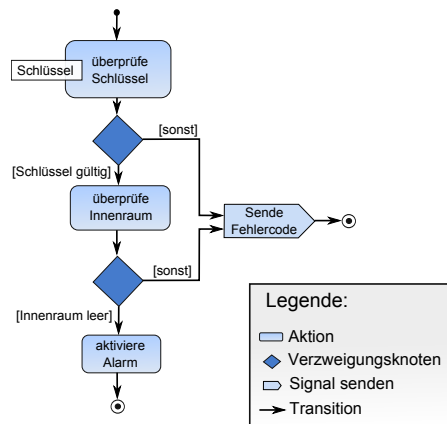 überprüfe
Schlüssel
Schlüssel
[sonst]
[Schlüssel gültig]
überprüfe
Innenraum
Sende
Fehlercode
[sonst]
[Innenraum leer]
aktiviere
Alarm
Legende:
Aktion
Verzweigungsknoten
Signal senden
Transition